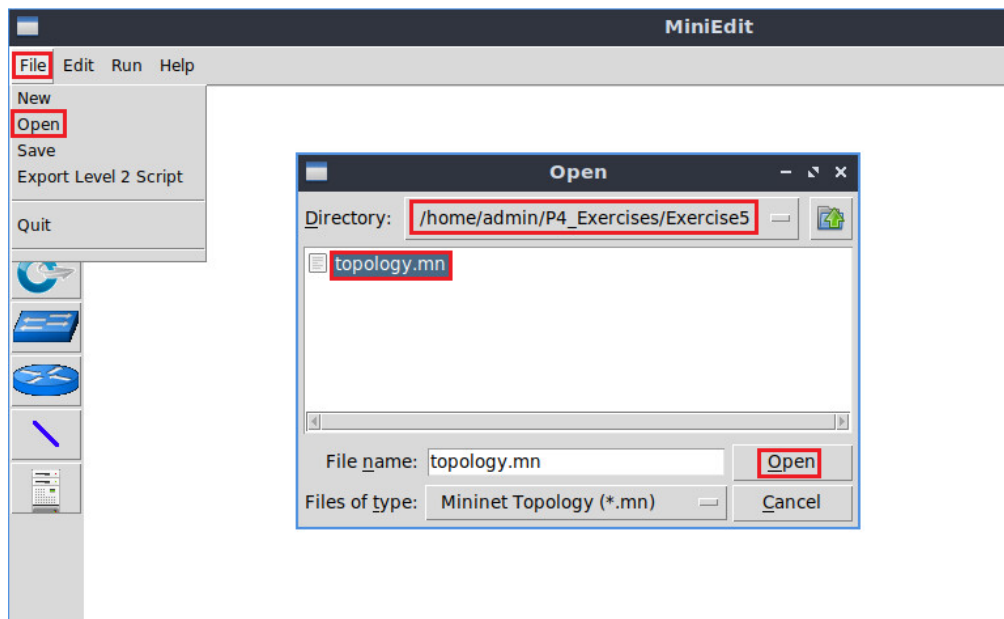 MiniEdit
File Edit Run Help
New
Open
Save
Export Level 2 Script
Quit
Open
Directory: /home/admin/P4_Exercises/Exercise5
topology.mn
File name: topology.mn
Open
Files of type: Mininet Topology (*.mn)
Cancel